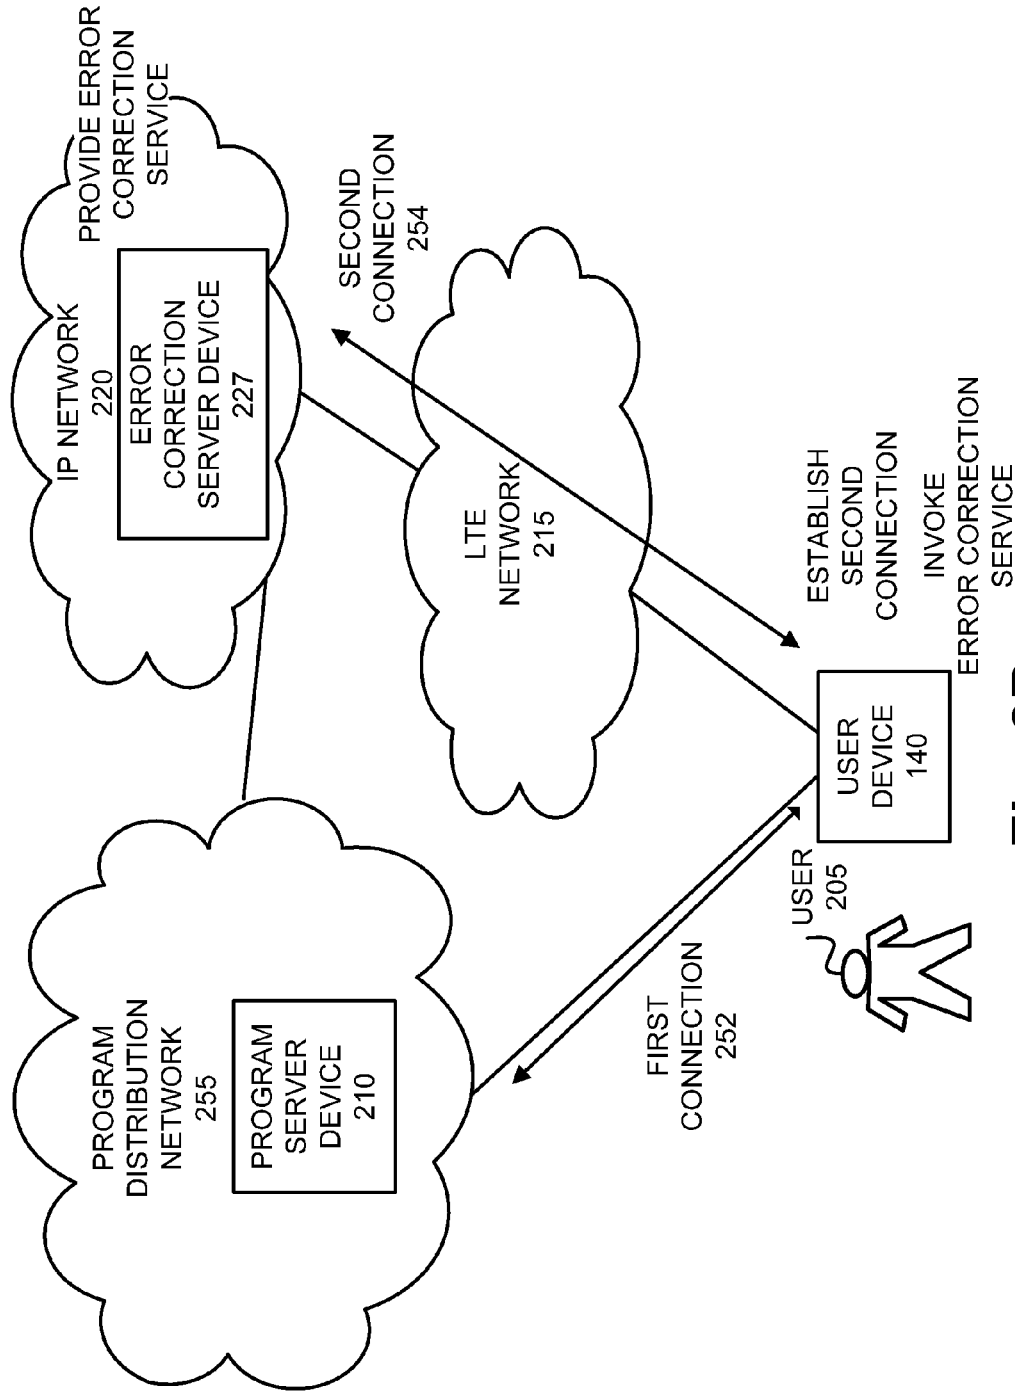 PROGRAM
DISTRIBUTION
NETWORK
255
PROGRAM
SERVER
DEVICE
210
IP NETWORK
220
ERROR
CORRECTION
SERVER DEVICE
227
PROVIDE ERROR
CORRECTION
SERVICE
SECOND
CONNECTION
254
LTE
NETWORK
215
FIRST
CONNECTION
252
USER
205
USER
DEVICE
140
ESTABLISH
SECOND
CONNECTION
INVOKE
ERROR CORRECTION
SERVICE